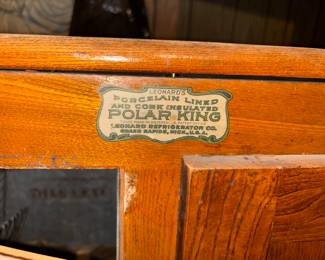 LEONARD'S
PORCELAIN LINED
AND CORK INSULATED
POLAR KING
LEONARD REFRIGERATOR CO.
GRAND RAPIDS, MICH., U.S.A.